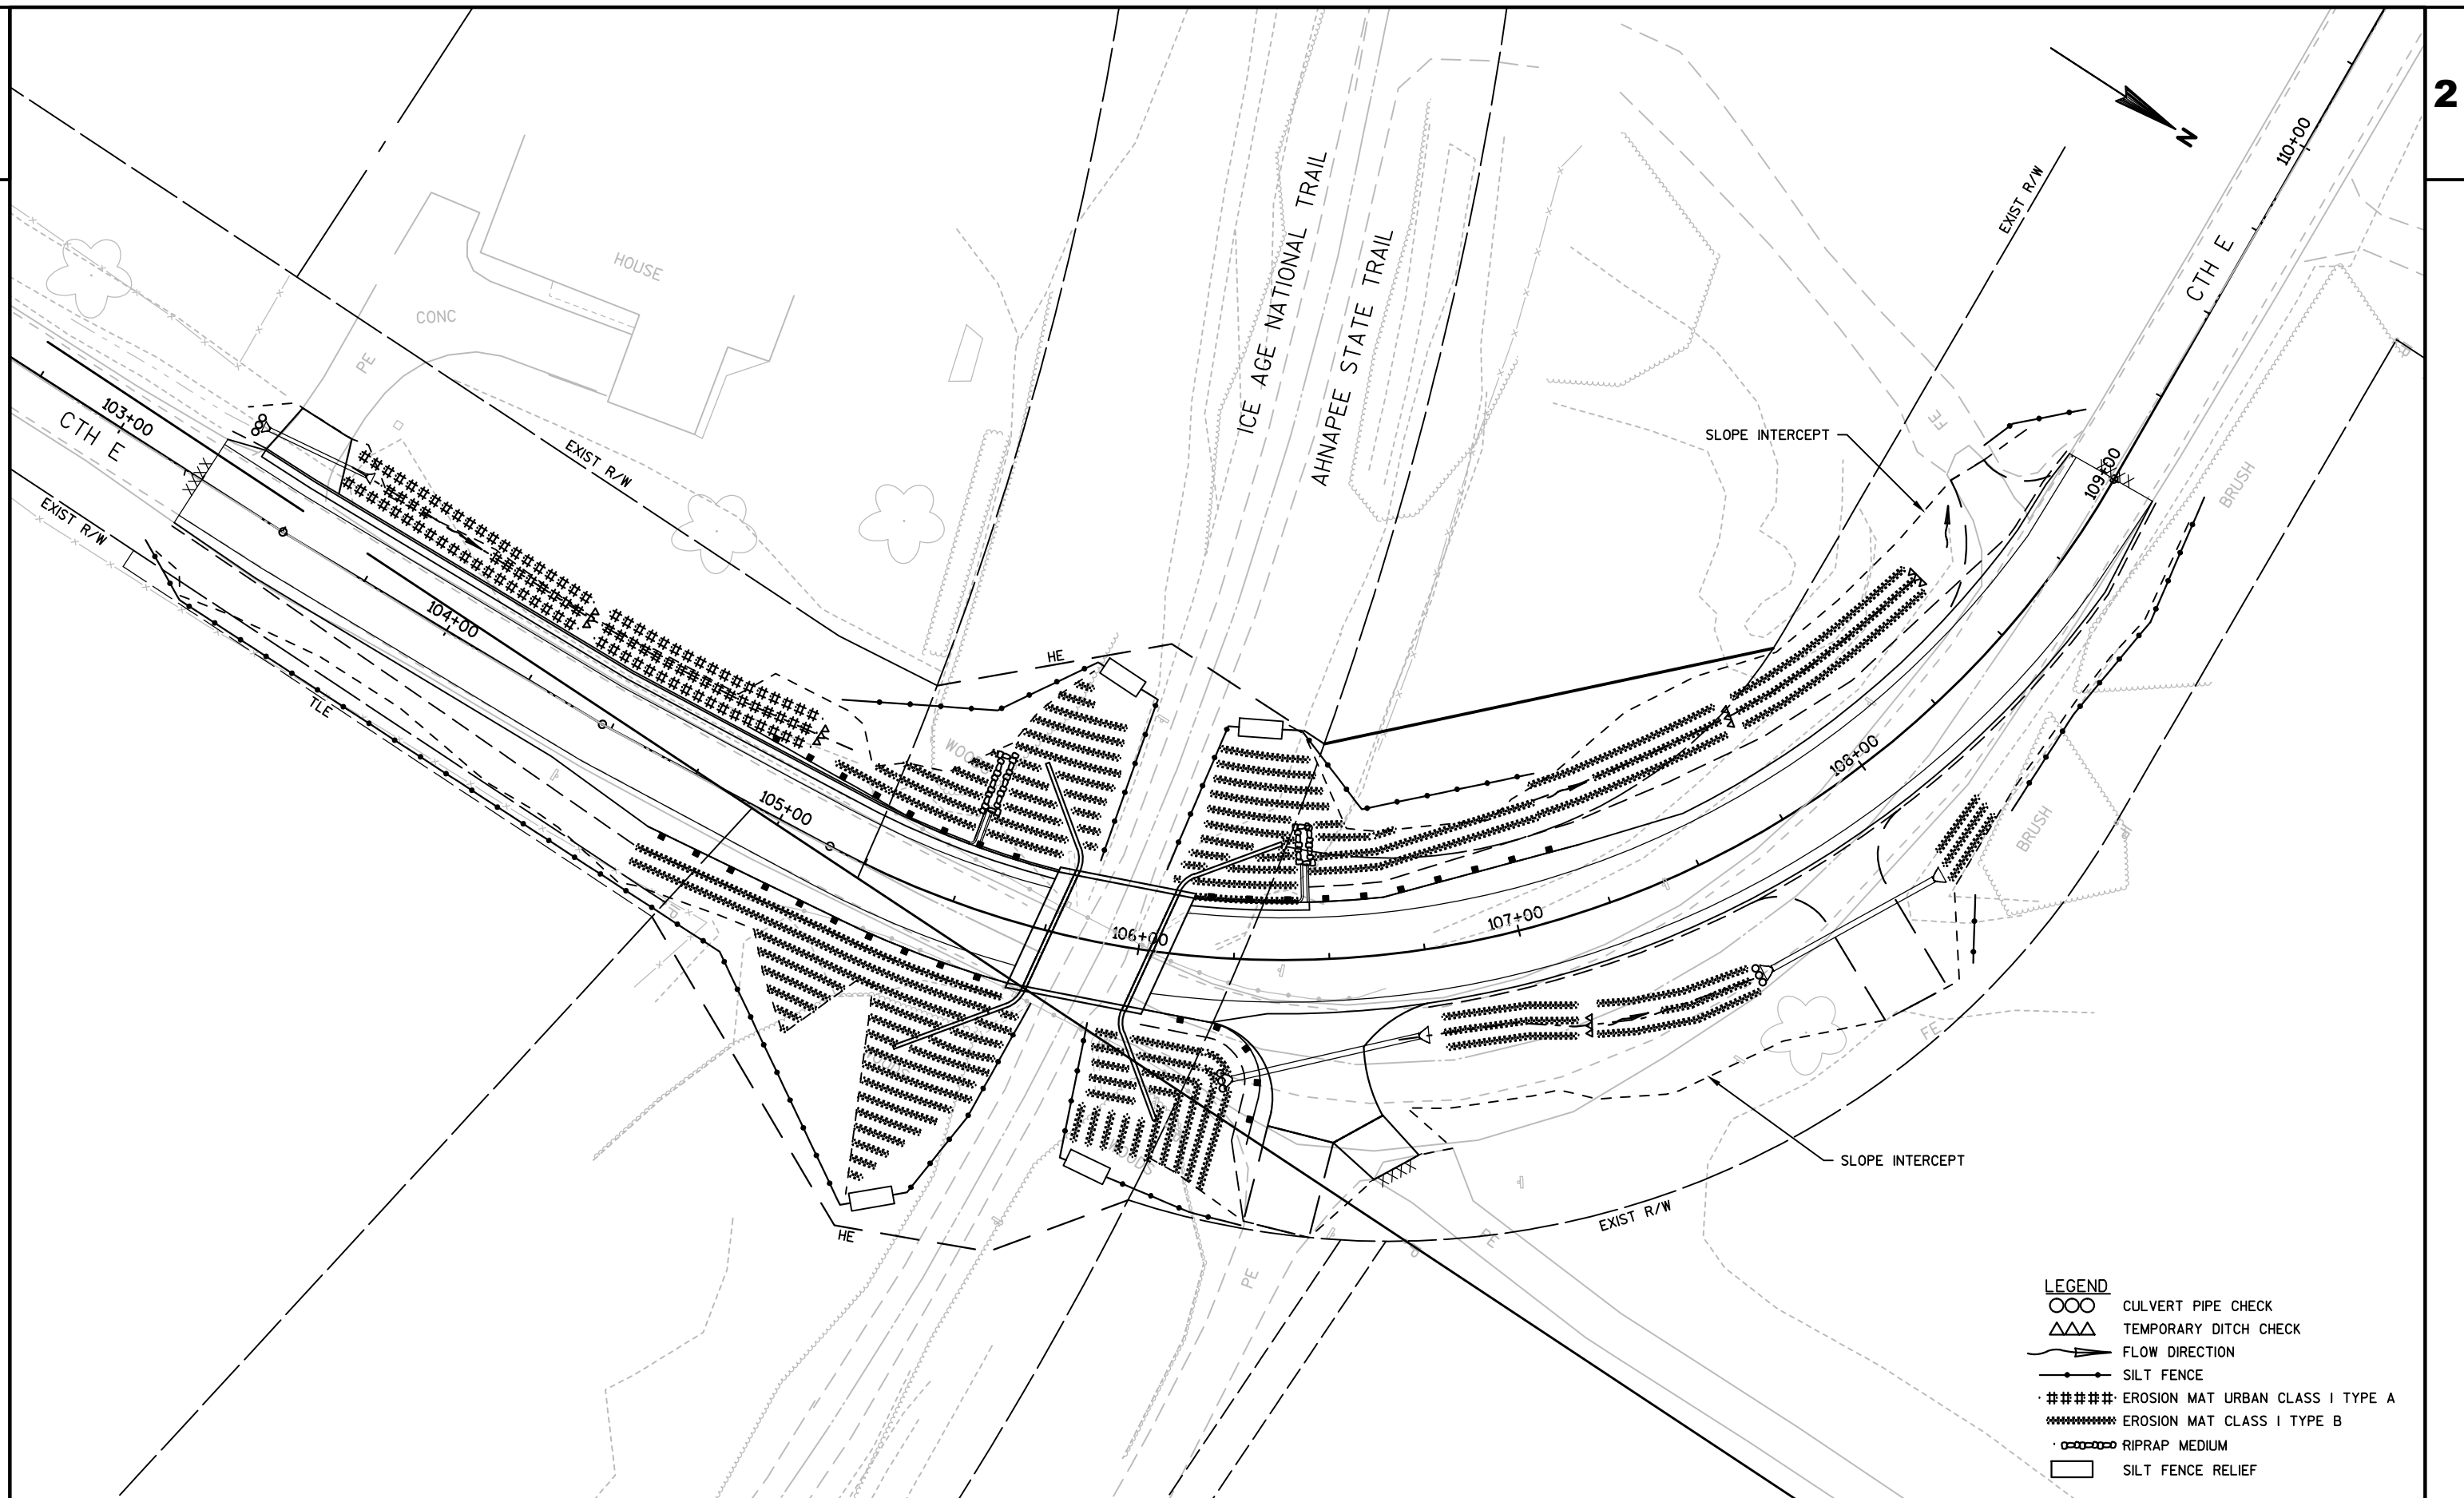 2
N
110+00
EXIST R/W
CTH E
ICE AGE NATIONAL TRAIL
AHNAPEE STATE TRAIL
HOUSE
CONC
PE
103+00
CTH E
EXIST R/W
EXIST R/W
SLOPE INTERCEPT
FE
109+00
BRUSH
104+00
HE
TLE
WOODS
105+00
108+00
BRUSH
106+00
107+00
FE
WOODS
SLOPE INTERCEPT
EXIST R/W
HE
PE
PE
LEGEND
CULVERT PIPE CHECK
TEMPORARY DITCH CHECK
FLOW DIRECTION
SILT FENCE
EROSION MAT URBAN CLASS I TYPE A
EROSION MAT CLASS I TYPE B
RIPRAP MEDIUM
SILT FENCE RELIEF